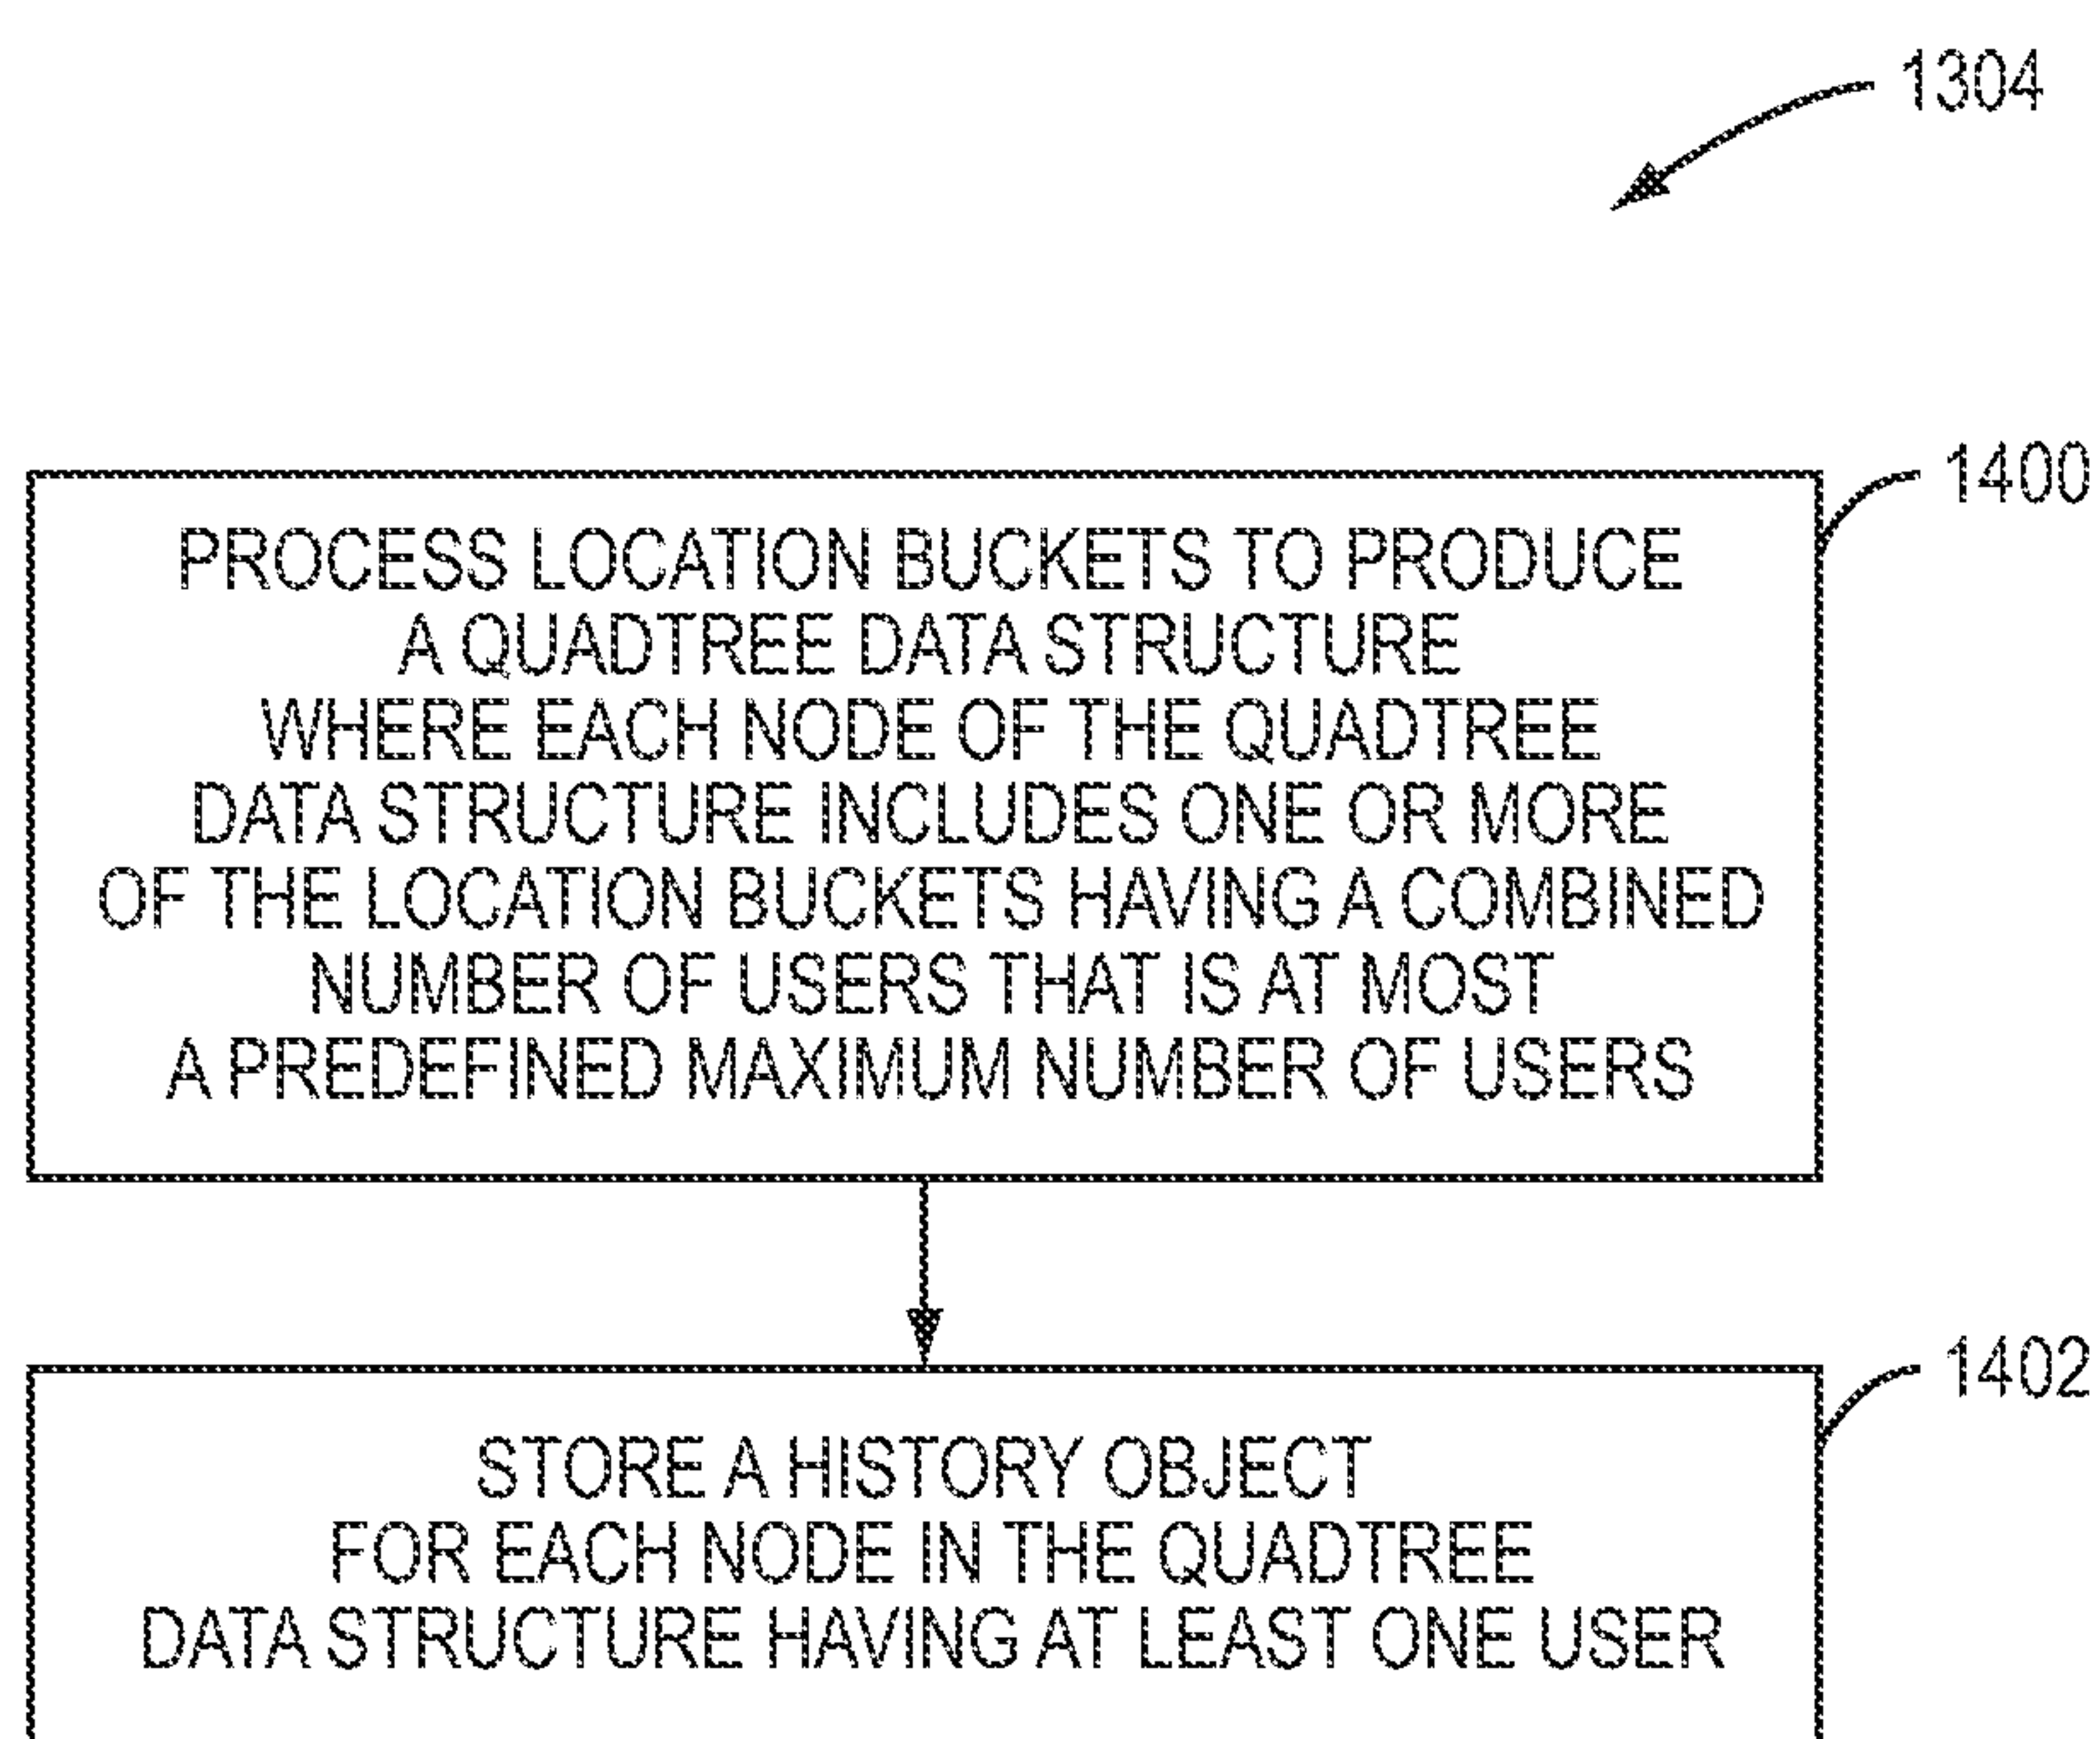 1304
1400
PROCESS LOCATION BUCKETS TO PRODUCE
A QUADTREE DATA STRUCTURE
WHERE EACH NODE OF THE QUADTREE
DATA STRUCTURE INCLUDES ONE OR MORE
OF THE LOCATION BUCKETS HAVING A COMBINED
NUMBER OF USERS THAT IS AT MOST
A PREDEFINED MAXIMUM NUMBER OF USERS
1402
STORE A HISTORY OBJECT
FOR EACH NODE IN THE QUADTREE
DATA STRUCTURE HAVING AT LEAST ONE USER